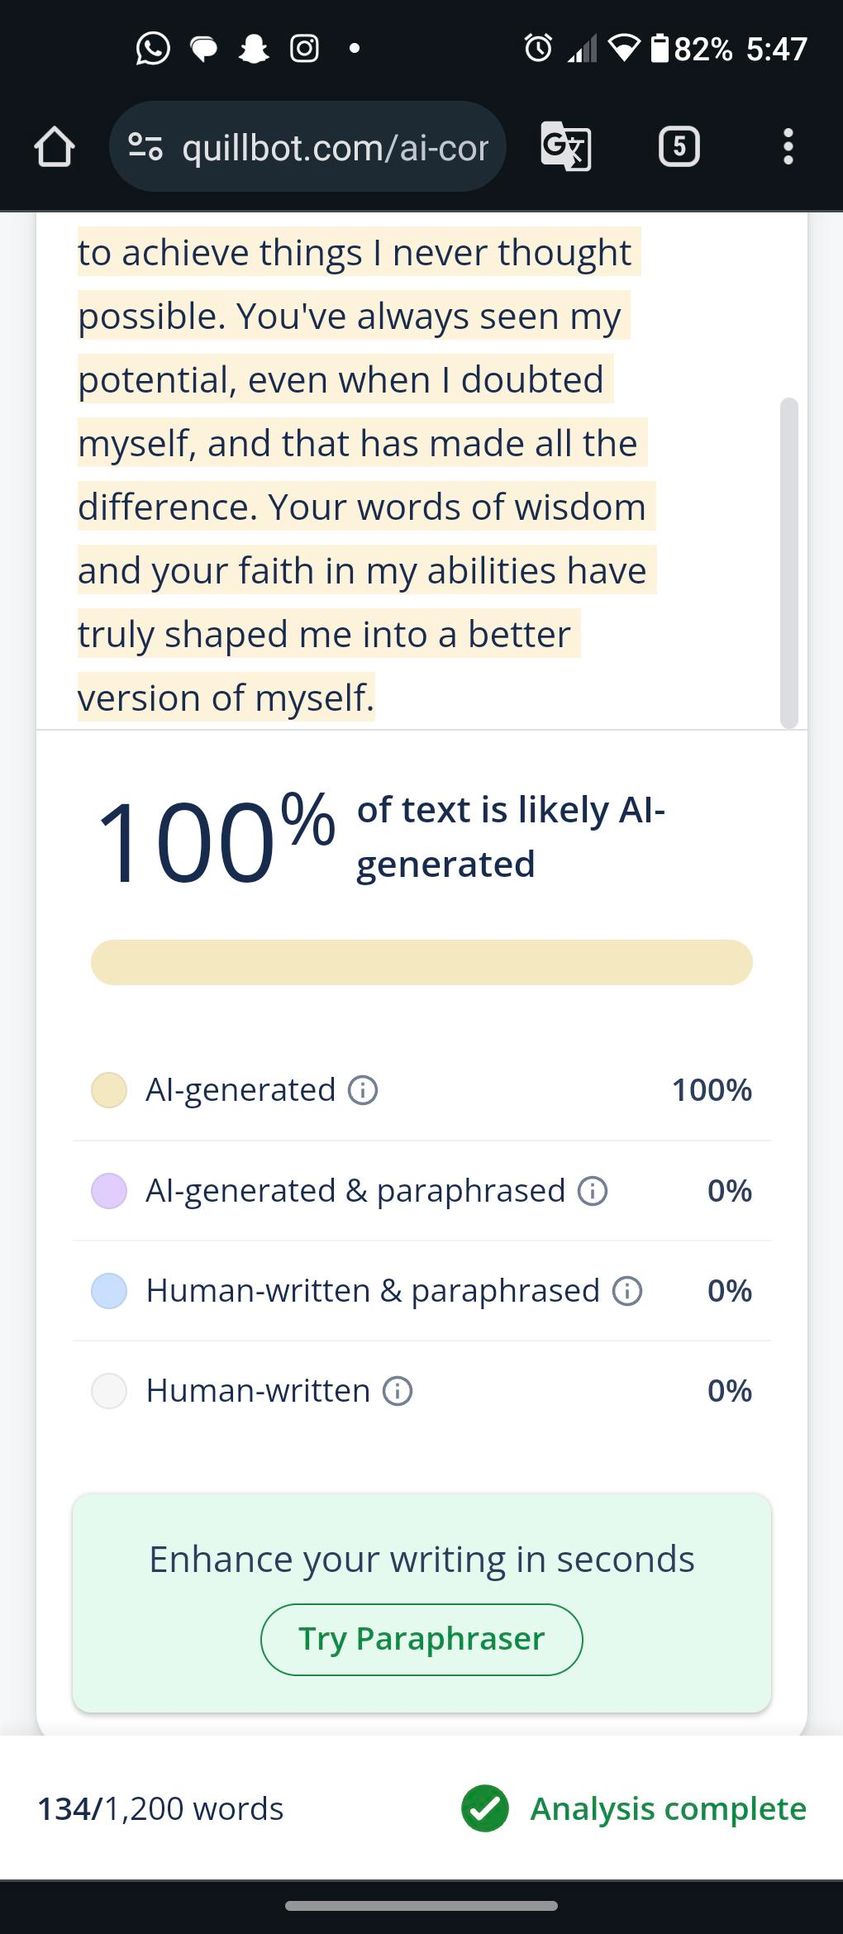 82% 5:47
quillbot.com/ai-cor
5
to achieve things I never thought
possible. You've always seen my
potential, even when I doubted
myself, and that has made all the
difference. Your words of wisdom
and your faith in my abilities have
truly shaped me into a better
version of myself.
100% of text is likely AI-
generated
AI-generated 100%
AI-generated & paraphrased 0%
Human-written & paraphrased 0%
Human-written 0%
Enhance your writing in seconds
Try Paraphraser
134/1,200 words Analysis complete